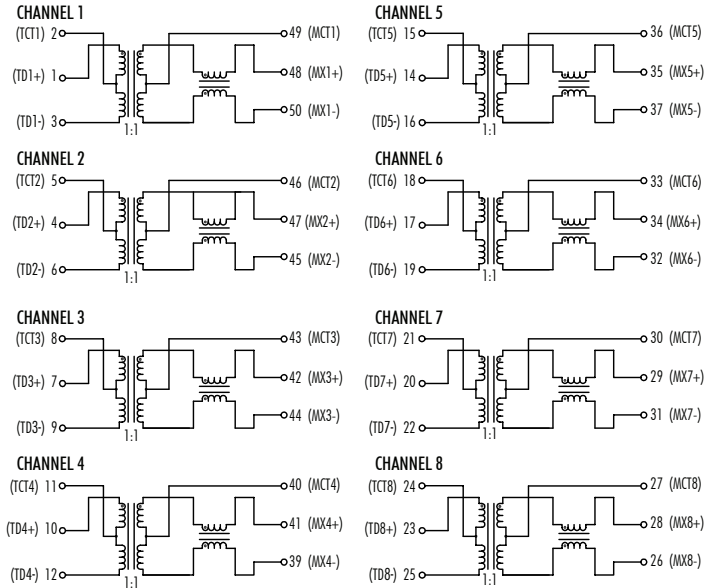 CHANNEL 1
(TCT1) 2
49 (MCT1)
(TD1+) 1
48 (MX1+)
(TD1-) 3
50 (MX1-)
1:1
CHANNEL 5
(TCT5) 15
36 (MCT5)
(TD5+) 14
35 (MX5+)
(TD5-) 16
37 (MX5-)
1:1
CHANNEL 2
(TCT2) 5
46 (MCT2)
(TD2+) 4
47 (MX2+)
(TD2-) 6
45 (MX2-)
1:1
CHANNEL 6
(TCT6) 18
33 (MCT6)
(TD6+) 17
34 (MX6+)
(TD6-) 19
32 (MX6-)
1:1
CHANNEL 3
(TCT3) 8
43 (MCT3)
(TD3+) 7
42 (MX3+)
(TD3-) 9
44 (MX3-)
1:1
CHANNEL 7
(TCT7) 21
30 (MCT7)
(TD7+) 20
29 (MX7+)
(TD7-) 22
31 (MX7-)
1:1
CHANNEL 4
(TCT4) 11
40 (MCT4)
(TD4+) 10
41 (MX4+)
(TD4- 12
39 (MX4-)
1:1
CHANNEL 8
(TCT8) 24
27 (MCT8)
(TD8+) 23
28 (MX8+)
(TD8-) 25
26 (MX8-)
1:1